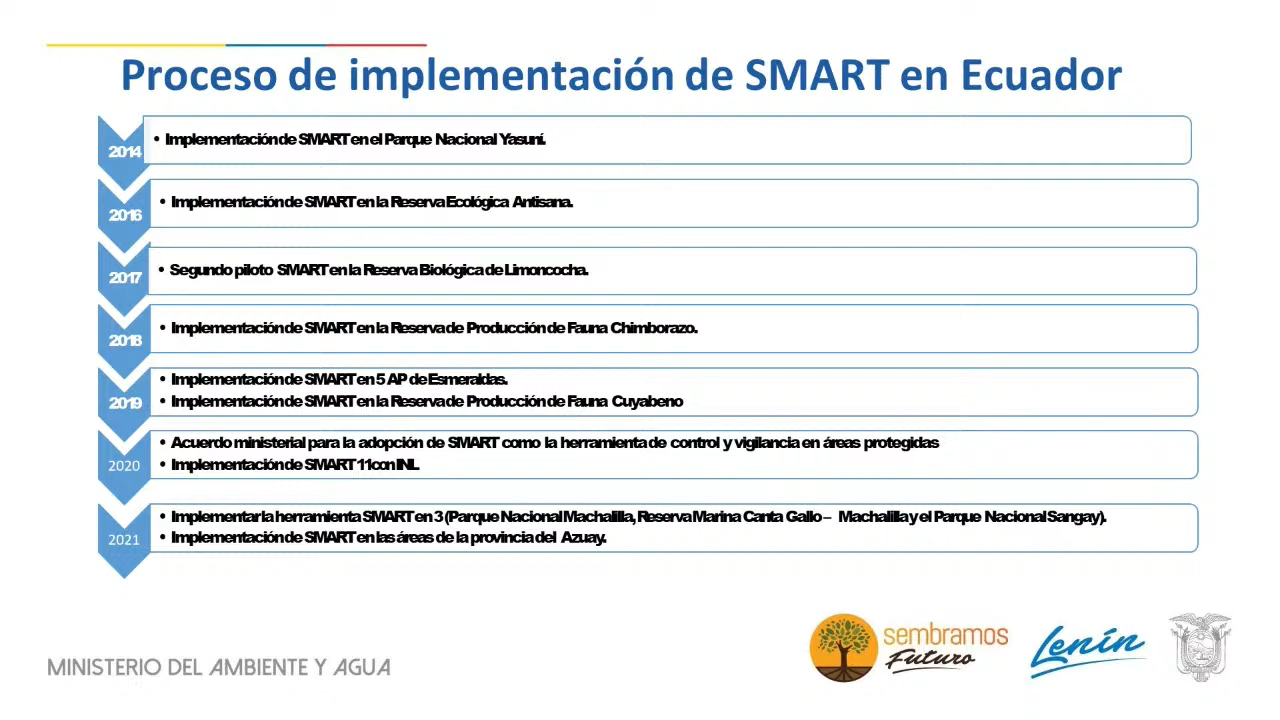 Proceso de implementación de SMART en Ecuador
2014
• Implementación de SMART en el Parque Nacional Yasuní.
2016
• Implementación de SMART en la Reserva Ecológica Antisana.
2017
• Segundo piloto SMART en la Reserva Biológica de Limoncocha.
2018
• Implementación de SMART en la Reserva de Producción de Fauna Chimborazo.
2019
• Implementación de SMART en 5 AP de Esmeraldas.
• Implementación de SMART en la Reserva de Producción de Fauna Cuyabeno
2020
• Acuerdo ministerial para la adopción de SMART como la herramienta de control y vigilancia en áreas protegidas
• Implementación de SMART 11 con INL
2021
• Implementar la herramienta SMART en 3 (Parque Nacional Machalilla, Reserva Marina Canta Gallo – Machalilla y el Parque Nacional Sangay).
• Implementación de SMART en las áreas de la provincia del Azuay.
MINISTERIO DEL AMBIENTE Y AGUA
sembramos
Futuro
Lenín